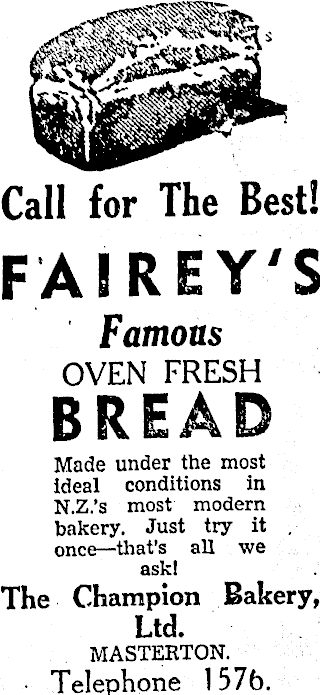 Call for The Best!
FAIREY'S
Famous
OVEN FRESH
BREAD
Made under the most
ideal conditions in
N.Z.'s most modern
bakery. Just try it
once—that's all we
ask!
The Champion Bakery,
Ltd.
MASTERTON.
Telephone 1576.